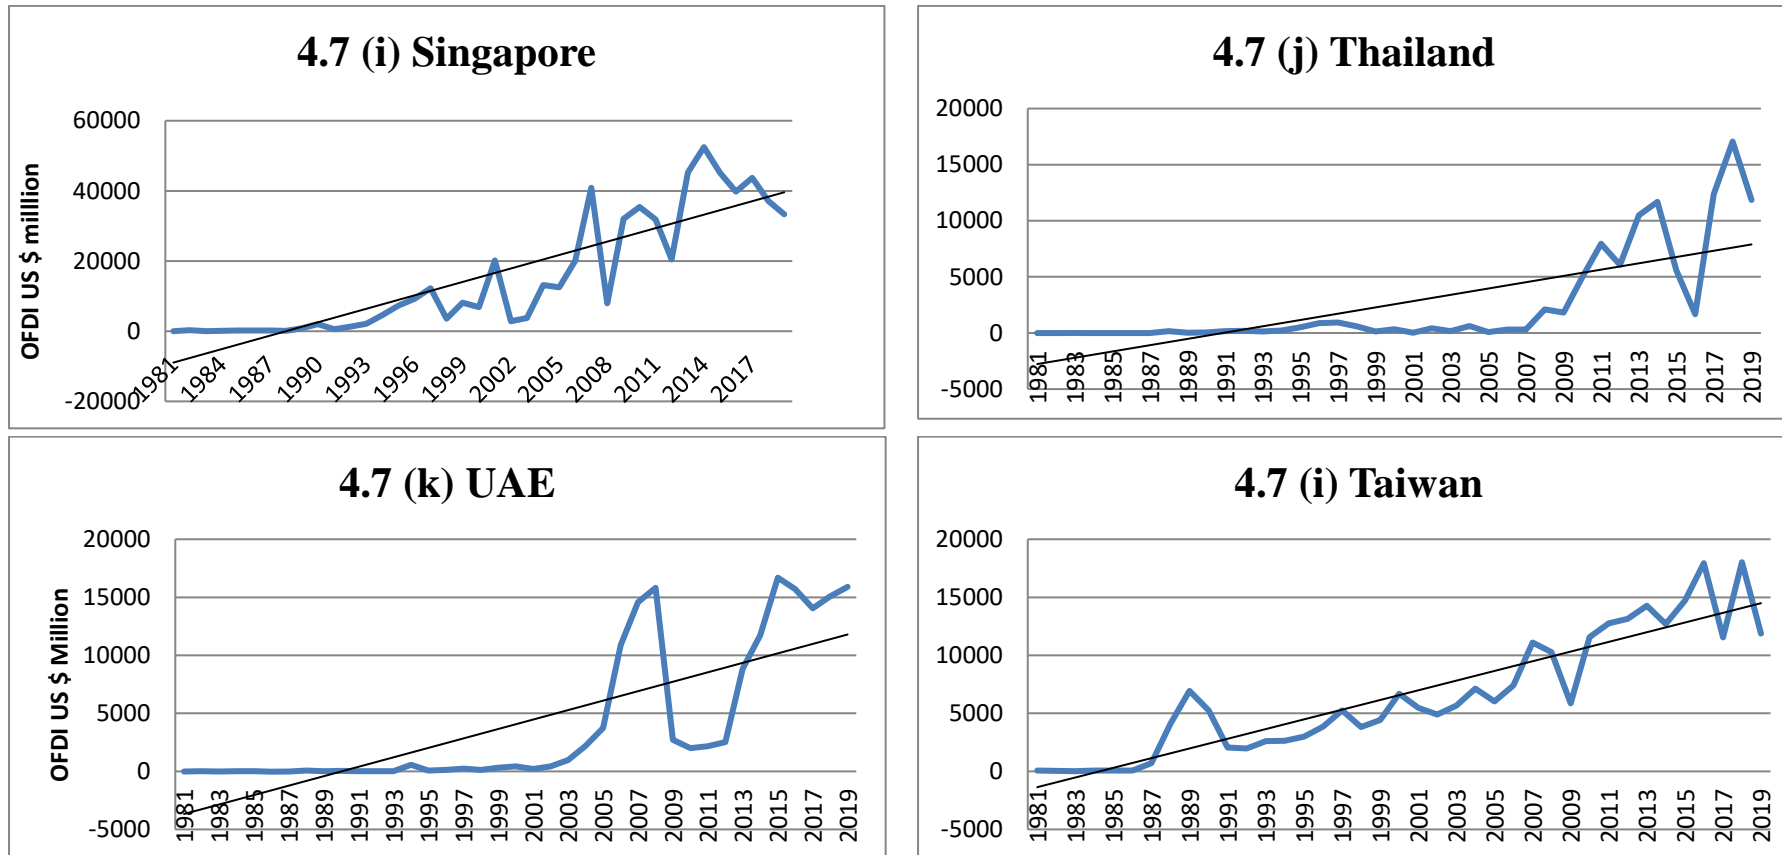 4.7 (i) Singapore
OFDI US $ milllion
60000
40000
20000
0
-20000
1981 1984 1987 1990 1993 1996 1999 2002 2005 2008 2011 2014 2017
4.7 (j) Thailand
20000
15000
10000
5000
0
-5000
1981 1983 1985 1987 1989 1991 1993 1995 1997 1999 2001 2003 2005 2007 2009 2011 2013 2015 2017 2019
4.7 (k) UAE
OFDI US $ Million
20000
15000
10000
5000
0
-5000
1981 1983 1985 1987 1989 1991 1993 1995 1997 1999 2001 2003 2005 2007 2009 2011 2013 2015 2017 2019
4.7 (i) Taiwan
20000
15000
10000
5000
0
-5000
1981 1983 1985 1987 1989 1991 1993 1995 1997 1999 2001 2003 2005 2007 2009 2011 2013 2015 2017 2019